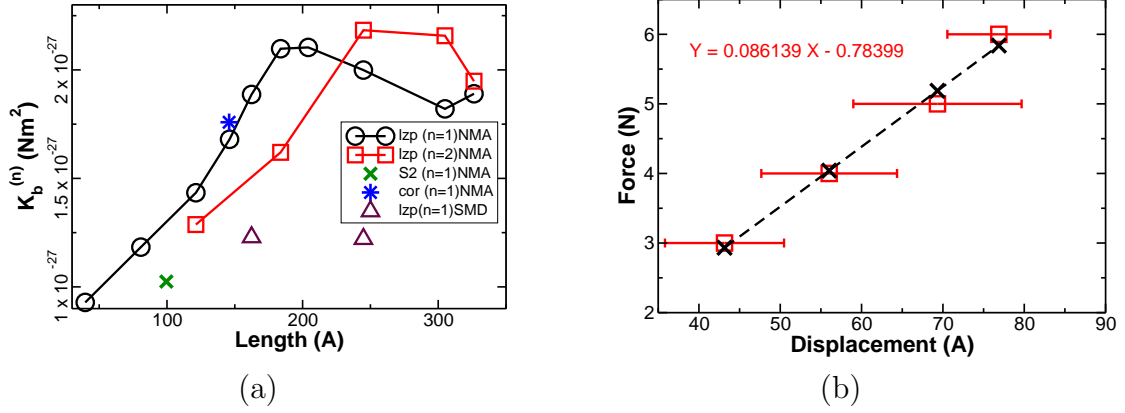 K_b^(n) (Nm^2)
2 x 10^-27
1.5 x 10^-27
1 x 10^-27
lzp (n=1)NMA
lzp (n=2)NMA
S2 (n=1)NMA
cor (n=1)NMA
lzp(n=1)SMD
100 200 300
Length (A)
(a)
Force (N)
6
5
4
3
2
Y = 0.086139 X - 0.78399
40 50 60 70 80 90
Displacement (A)
(b)